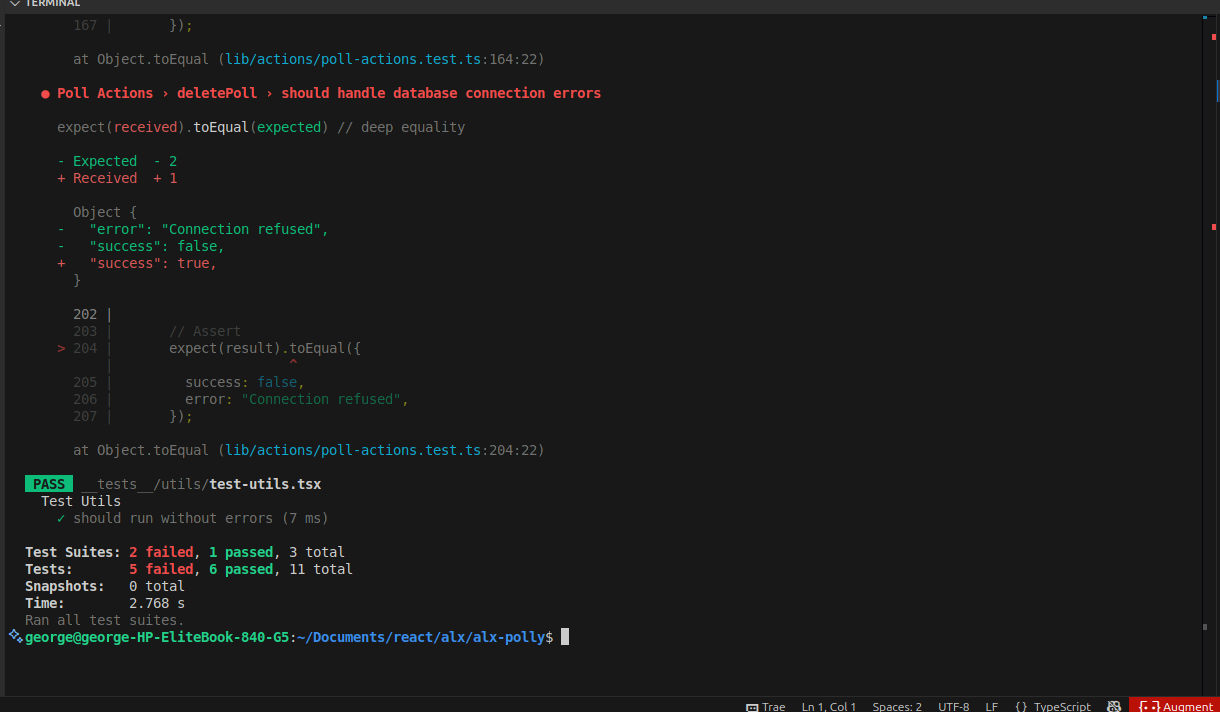 TERMINAL
167 |       });
at Object.toEqual (lib/actions/poll-actions.test.ts:164:22)
● Poll Actions › deletePoll › should handle database connection errors
expect(received).toEqual(expected) // deep equality
- Expected  - 2
+ Received  + 1
Object {
-   "error": "Connection refused",
-   "success": false,
+   "success": true,
}
202 |
203 |       // Assert
> 204 |       expect(result).toEqual({
|                      ^
205 |         success: false,
206 |         error: "Connection refused",
207 |       });
at Object.toEqual (lib/actions/poll-actions.test.ts:204:22)
PASS __tests__/utils/test-utils.tsx
Test Utils
✓ should run without errors (7 ms)
Test Suites: 2 failed, 1 passed, 3 total
Tests:       5 failed, 6 passed, 11 total
Snapshots:   0 total
Time:        2.768 s
Ran all test suites.
george@george-HP-EliteBook-840-G5:~/Documents/react/alx/alx-polly$
Trae Ln 1, Col 1 Spaces: 2 UTF-8 LF {} TypeScript Augment